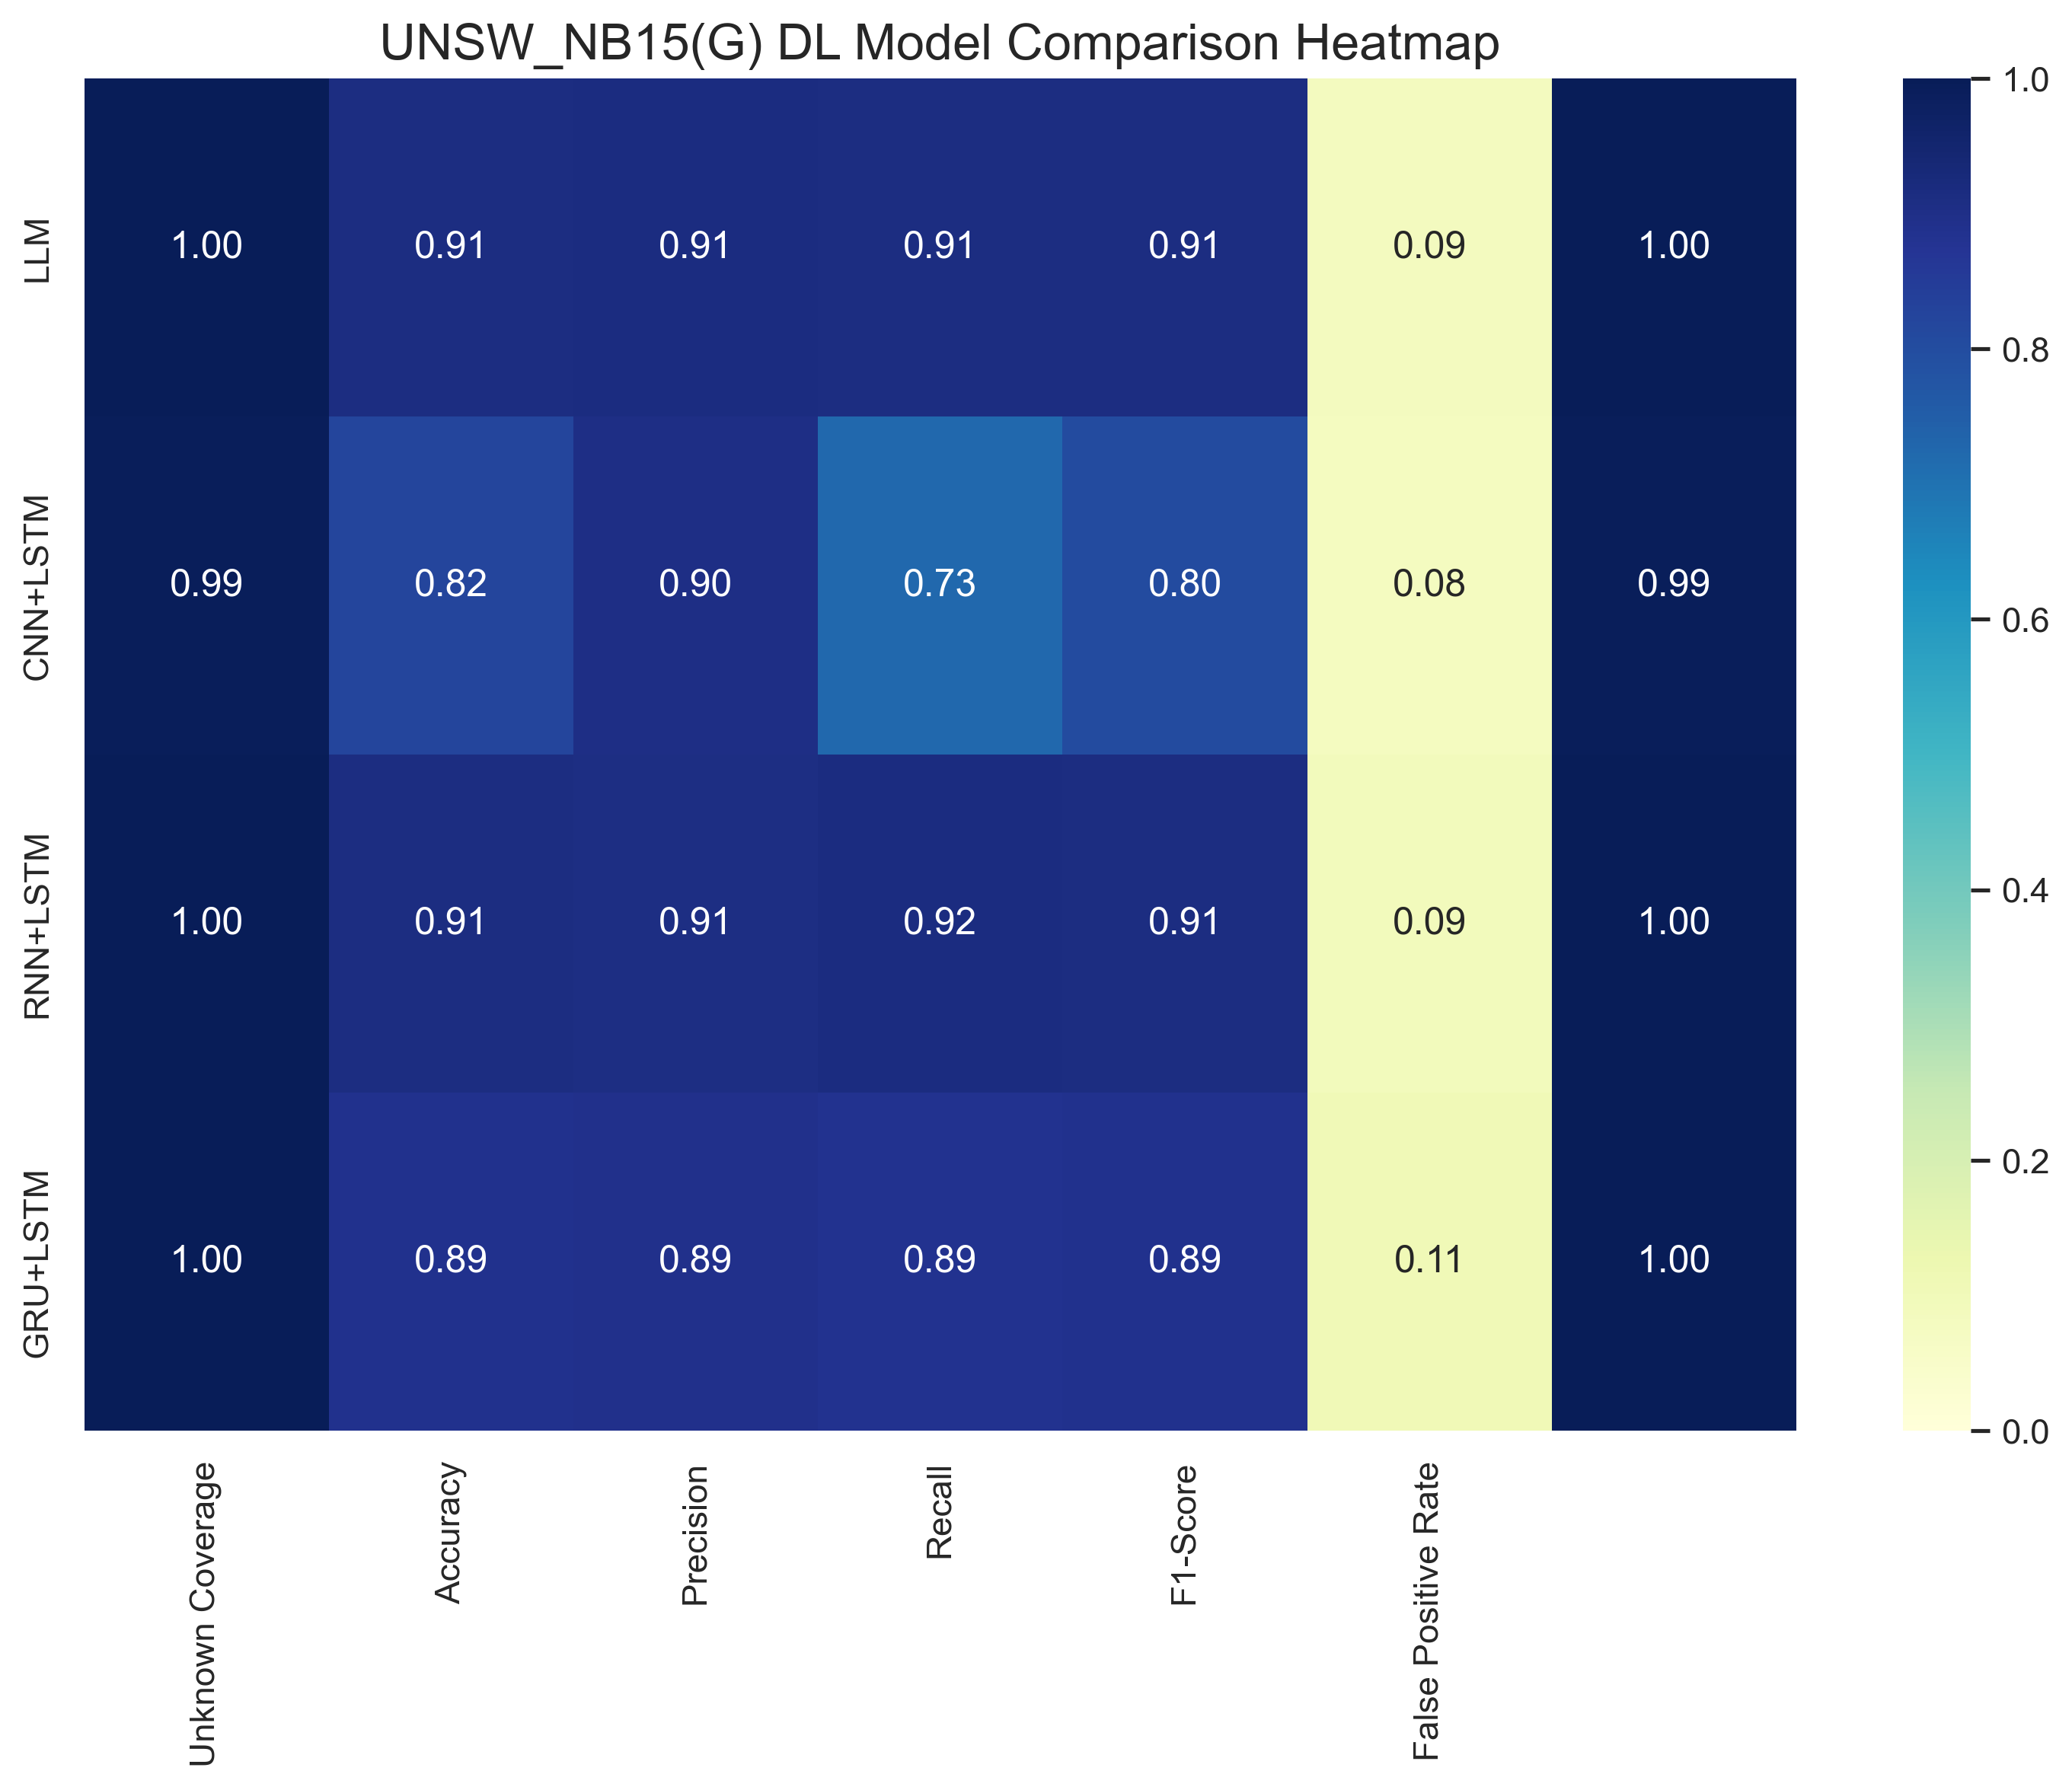 UNSW_NB15(G) DL Model Comparison Heatmap
LLM
1.00 0.91 0.91 0.91 0.91 0.09 1.00
CNN+LSTM
0.99 0.82 0.90 0.73 0.80 0.08 0.99
RNN+LSTM
1.00 0.91 0.91 0.92 0.91 0.09 1.00
GRU+LSTM
1.00 0.89 0.89 0.89 0.89 0.11 1.00
Unknown Coverage
Accuracy
Precision
Recall
F1-Score
False Positive Rate
1.0
0.8
0.6
0.4
0.2
0.0